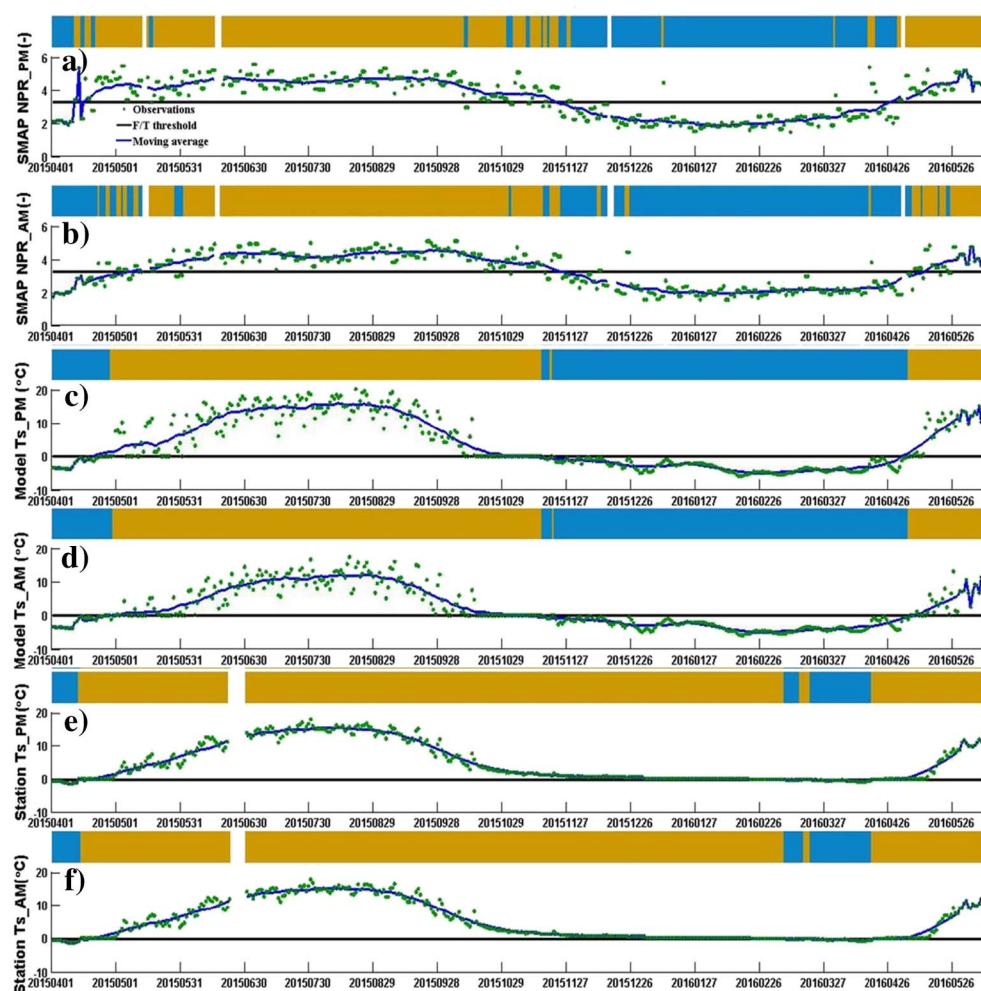 SMAP NPR_PM (-)
a)
6
4
2
0
Observations
F/T threshold
Moving average
20150401 20150501 20150531 20150630 20150730 20150829 20150928 20151029 20151127 20151226 20160127 20160226 20160327 20160426 20160526
SMAP NPR_AM (-)
b)
6
4
2
0
20150401 20150501 20150531 20150630 20150730 20150829 20150928 20151029 20151127 20151226 20160127 20160226 20160327 20160426 20160526
Model Ts_PM (°C)
c)
20
10
0
-10
20150401 20150501 20150531 20150630 20150730 20150829 20150928 20151029 20151127 20151226 20160127 20160226 20160327 20160426 20160526
Model Ts_AM (°C)
d)
20
10
0
-10
20150401 20150501 20150531 20150630 20150730 20150829 20150928 20151029 20151127 20151226 20160127 20160226 20160327 20160426 20160526
Station Ts_PM (°C)
e)
20
10
0
-10
20150401 20150501 20150531 20150630 20150730 20150829 20150928 20151029 20151127 20151226 20160127 20160226 20160327 20160426 20160526
Station Ts_AM(°C)
f)
20
10
0
-10
20150401 20150501 20150531 20150630 20150730 20150829 20150928 20151029 20151127 20151226 20160127 20160226 20160327 20160426 20160526